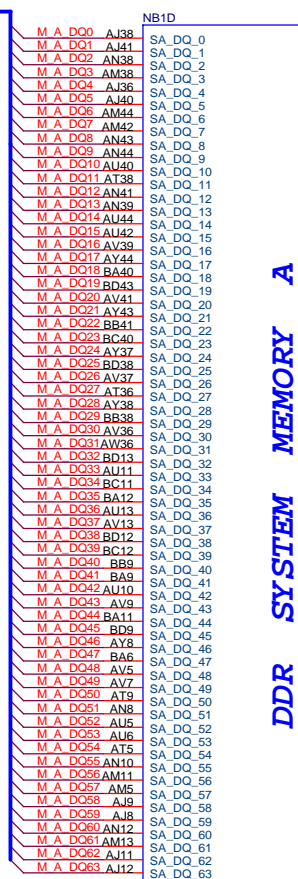 NB1D
M_A_DQ0 AJ38 SA_DQ_0
M_A_DQ1 AJ41 SA_DQ_1
M_A_DQ2 AN38 SA_DQ_2
M_A_DQ3 AM38 SA_DQ_3
M_A_DQ4 AJ36 SA_DQ_4
M_A_DQ5 AJ40 SA_DQ_5
M_A_DQ6 AM44 SA_DQ_6
M_A_DQ7 AM42 SA_DQ_7
M_A_DQ8 AN43 SA_DQ_8
M_A_DQ9 AN44 SA_DQ_9
M_A_DQ10 AU40 SA_DQ_10
M_A_DQ11 AT38 SA_DQ_11
M_A_DQ12 AN41 SA_DQ_12
M_A_DQ13 AN39 SA_DQ_13
M_A_DQ14 AU44 SA_DQ_14
M_A_DQ15 AU42 SA_DQ_15
M_A_DQ16 AV39 SA_DQ_16
M_A_DQ17 AY44 SA_DQ_17
M_A_DQ18 BA40 SA_DQ_18
M_A_DQ19 BD43 SA_DQ_19
M_A_DQ20 AV41 SA_DQ_20
M_A_DQ21 AY43 SA_DQ_21
M_A_DQ22 BB41 SA_DQ_22
M_A_DQ23 BC40 SA_DQ_23
M_A_DQ24 AY37 SA_DQ_24
M_A_DQ25 BD38 SA_DQ_25
M_A_DQ26 AV37 SA_DQ_26
M_A_DQ27 AT36 SA_DQ_27
M_A_DQ28 AY38 SA_DQ_28
M_A_DQ29 BB38 SA_DQ_29
M_A_DQ30 AV36 SA_DQ_30
M_A_DQ31 AW36 SA_DQ_31
M_A_DQ32 BD13 SA_DQ_32
M_A_DQ33 AU11 SA_DQ_33
M_A_DQ34 BC11 SA_DQ_34
M_A_DQ35 BA12 SA_DQ_35
M_A_DQ36 AU13 SA_DQ_36
M_A_DQ37 AV13 SA_DQ_37
M_A_DQ38 BD12 SA_DQ_38
M_A_DQ39 BC12 SA_DQ_39
M_A_DQ40 BB9 SA_DQ_40
M_A_DQ41 BA9 SA_DQ_41
M_A_DQ42 AU10 SA_DQ_42
M_A_DQ43 AV9 SA_DQ_43
M_A_DQ44 BA11 SA_DQ_44
M_A_DQ45 BD9 SA_DQ_45
M_A_DQ46 AY8 SA_DQ_46
M_A_DQ47 BA6 SA_DQ_47
M_A_DQ48 AV5 SA_DQ_48
M_A_DQ49 AV7 SA_DQ_49
M_A_DQ50 AT9 SA_DQ_50
M_A_DQ51 AN8 SA_DQ_51
M_A_DQ52 AU5 SA_DQ_52
M_A_DQ53 AU6 SA_DQ_53
M_A_DQ54 AT5 SA_DQ_54
M_A_DQ55 AN10 SA_DQ_55
M_A_DQ56 AM11 SA_DQ_56
M_A_DQ57 AM5 SA_DQ_57
M_A_DQ58 AJ9 SA_DQ_58
M_A_DQ59 AJ8 SA_DQ_59
M_A_DQ60 AN12 SA_DQ_60
M_A_DQ61 AM13 SA_DQ_61
M_A_DQ62 AJ11 SA_DQ_62
M_A_DQ63 AJ12 SA_DQ_63
DDR SYSTEM MEMORY A